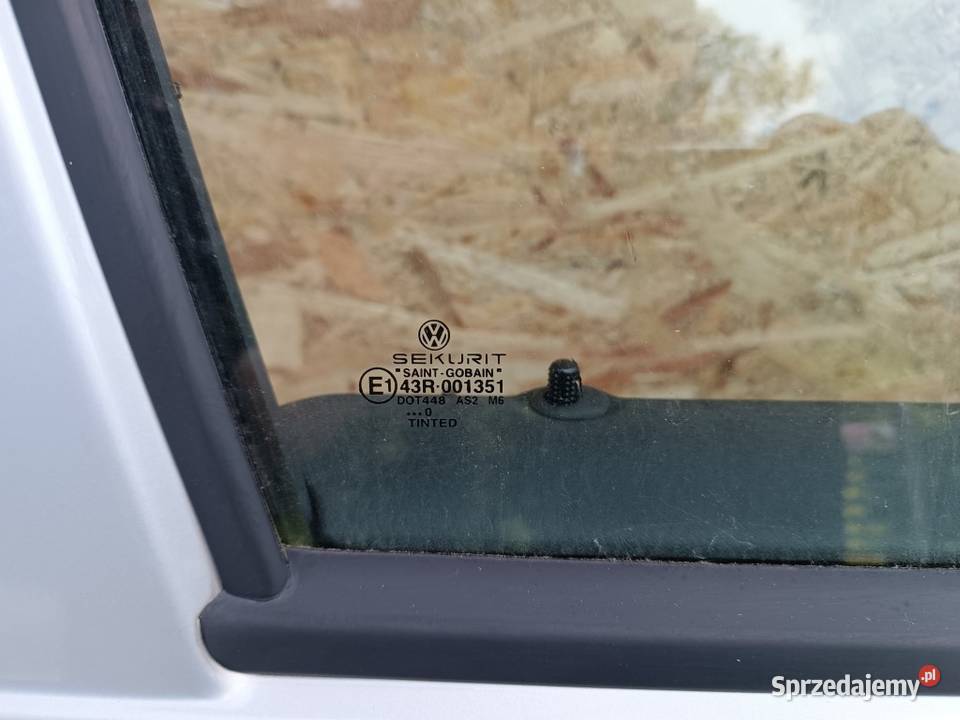 SEKURIT
"SAINT-GOBAIN"
E1 43R-001351
DOT448 AS2 M6
...0
TINTED
Sprzedajemy.pl